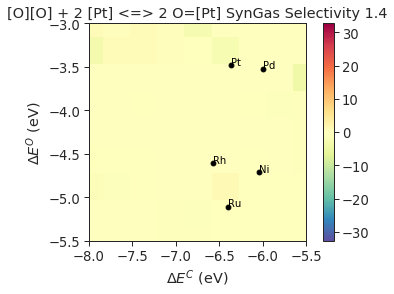 [O][O] + 2 [Pt] <=> 2 O=[Pt] SynGas Selectivity 1.4
−3.0
−3.5
−4.0
−4.5
−5.0
−5.5
ΔE^O (eV)
Pt
Pd
Rh
Ni
Ru
−8.0 −7.5 −7.0 −6.5 −6.0 −5.5
ΔE^C (eV)
30
20
10
0
−10
−20
−30